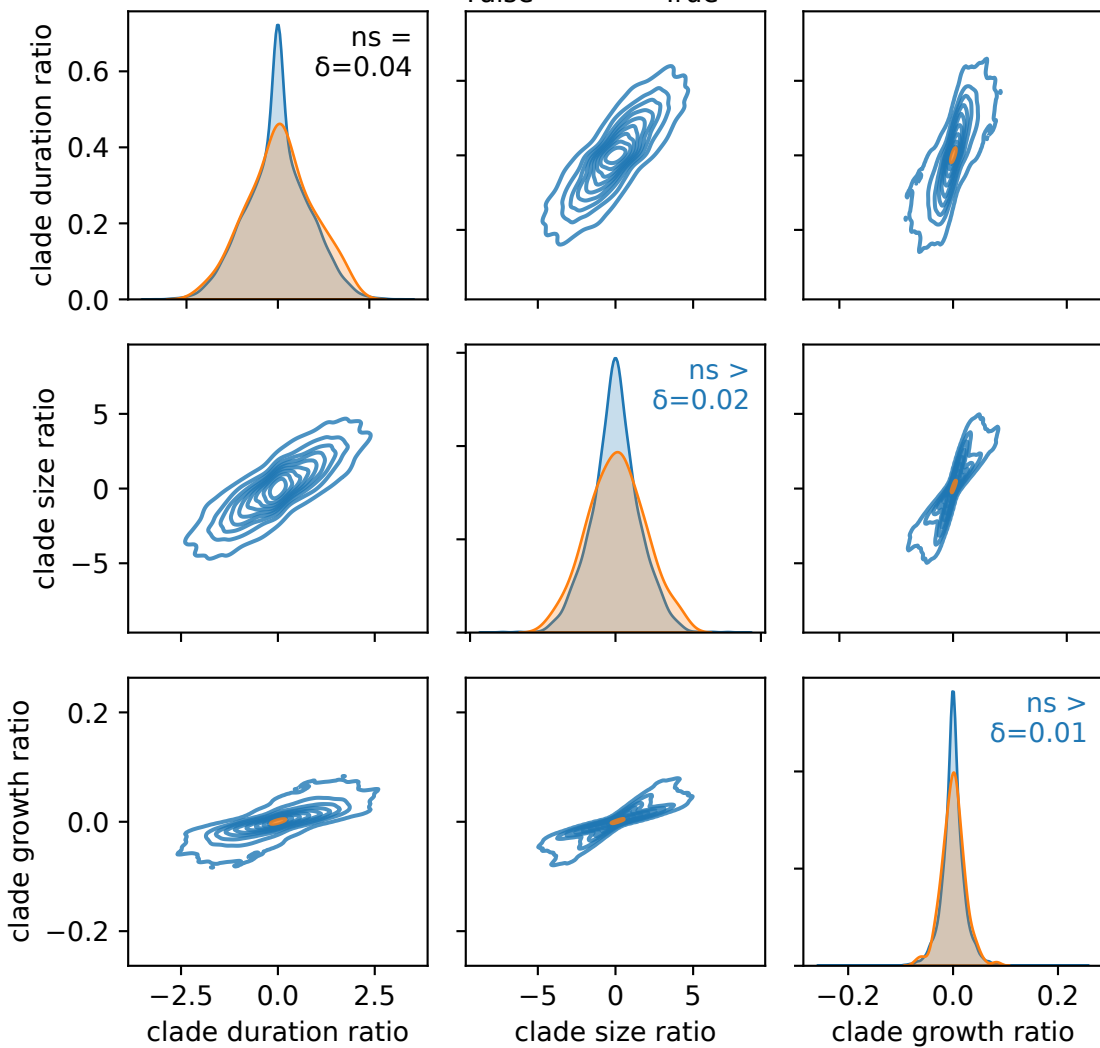 clade duration ratio
0.6
0.4
0.2
0.0
ns =
δ=0.04
clade size ratio
5
0
−5
ns >
δ=0.02
clade growth ratio
0.2
0.0
−0.2
ns >
δ=0.01
−2.5 0.0 2.5
−5 0 5
−0.2 0.0 0.2
clade duration ratio
clade size ratio
clade growth ratio